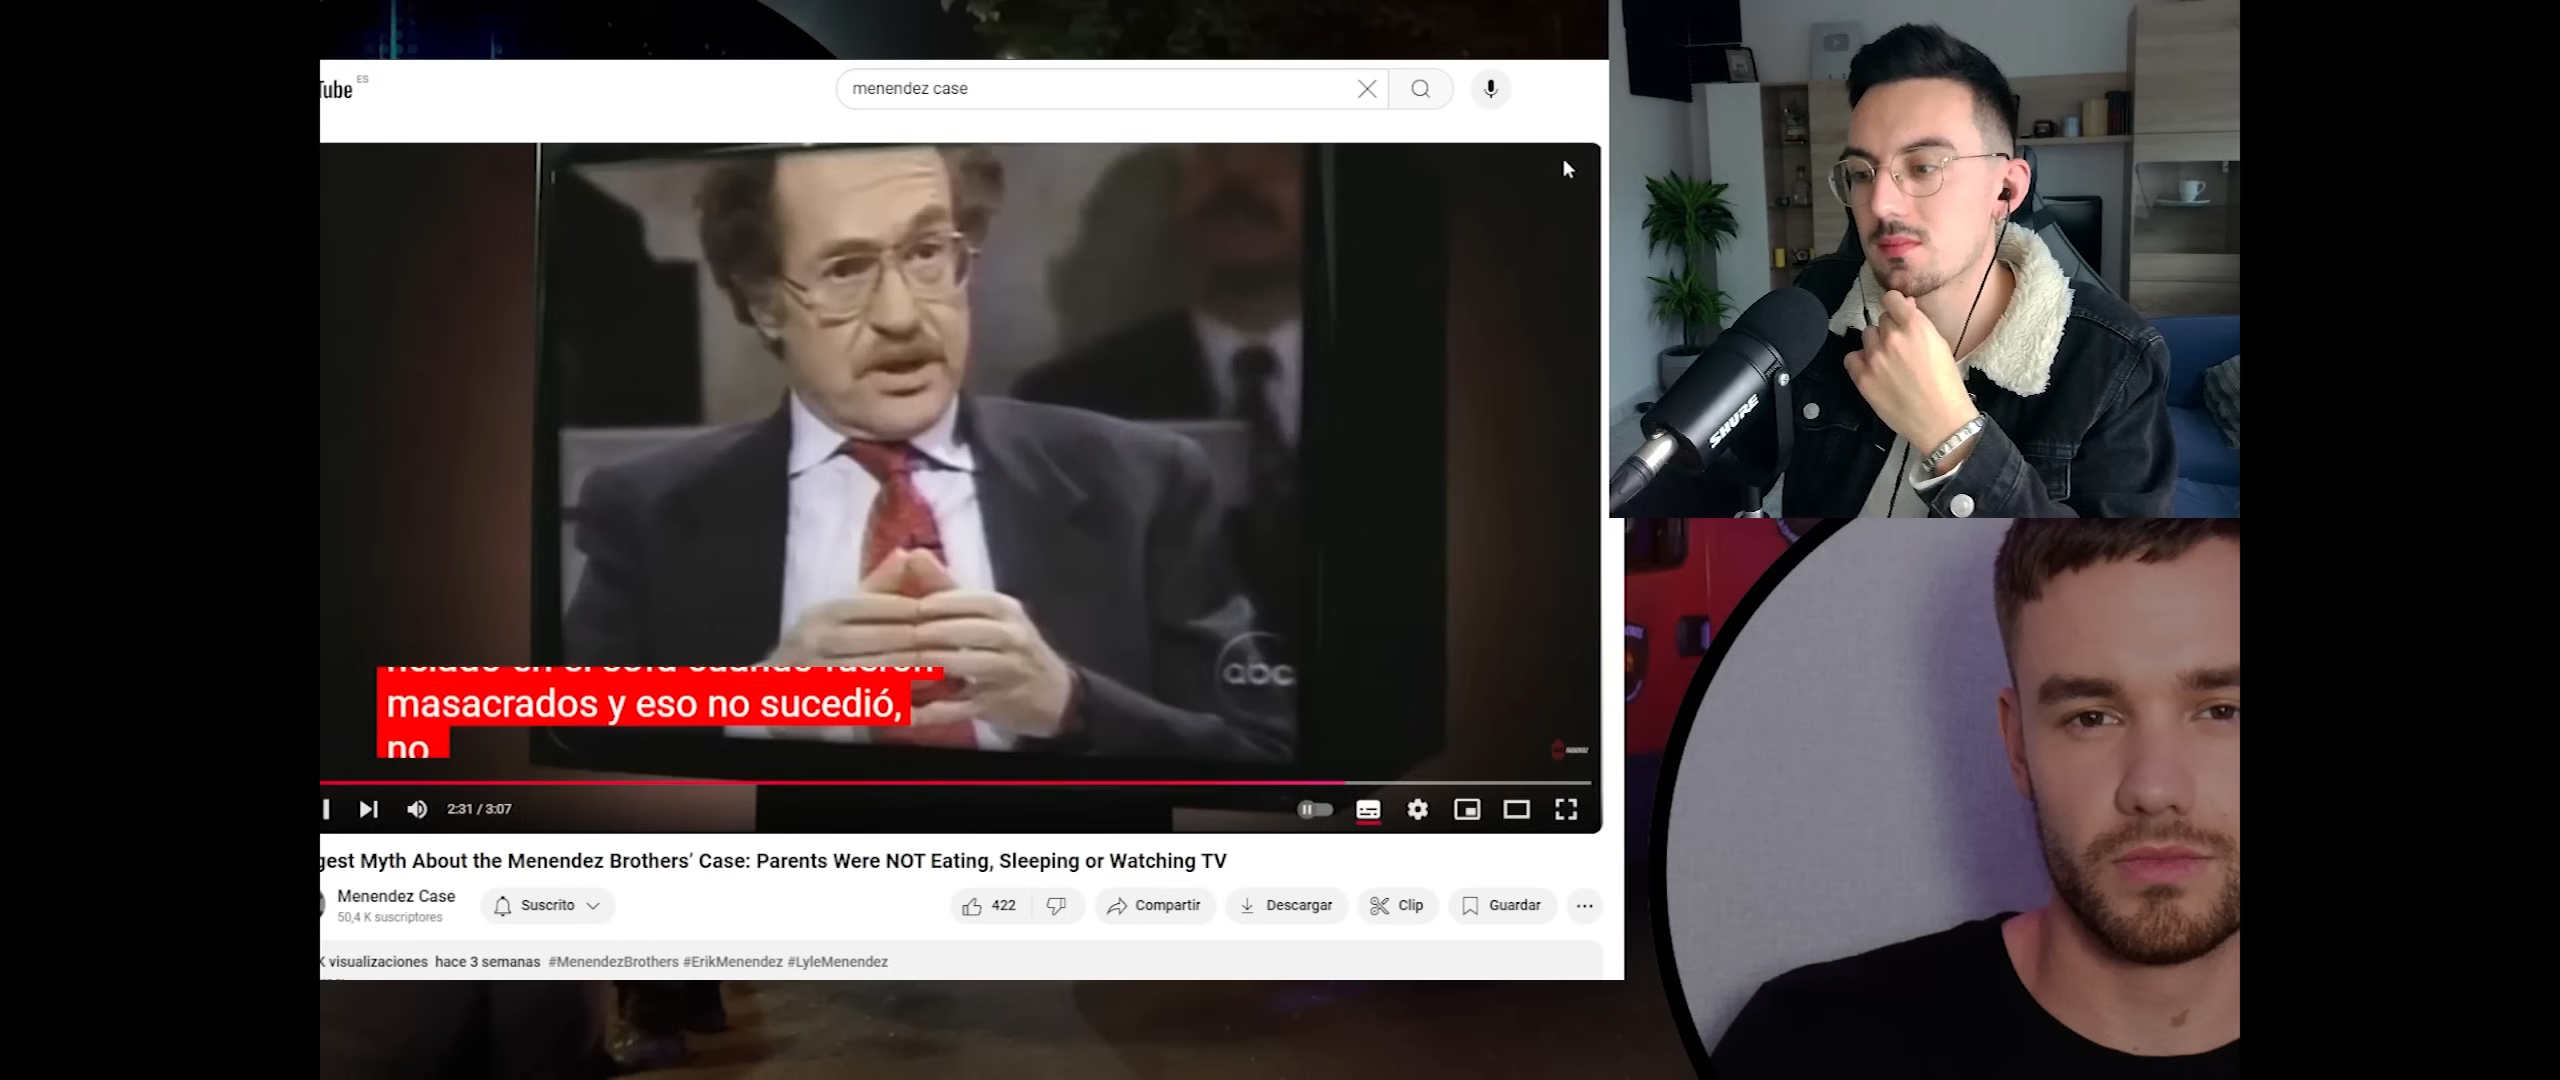 Tube ES
menendez case
masacrados y eso no sucedió,
no
abc
SHURE
2:31 / 3:07
gest Myth About the Menendez Brothers' Case: Parents Were NOT Eating, Sleeping or Watching TV
Menendez Case
50,4 K suscriptores
Suscrito
422
Compartir
Descargar
Clip
Guardar
K visualizaciones hace 3 semanas #MenendezBrothers #ErikMenendez #LyleMenendez